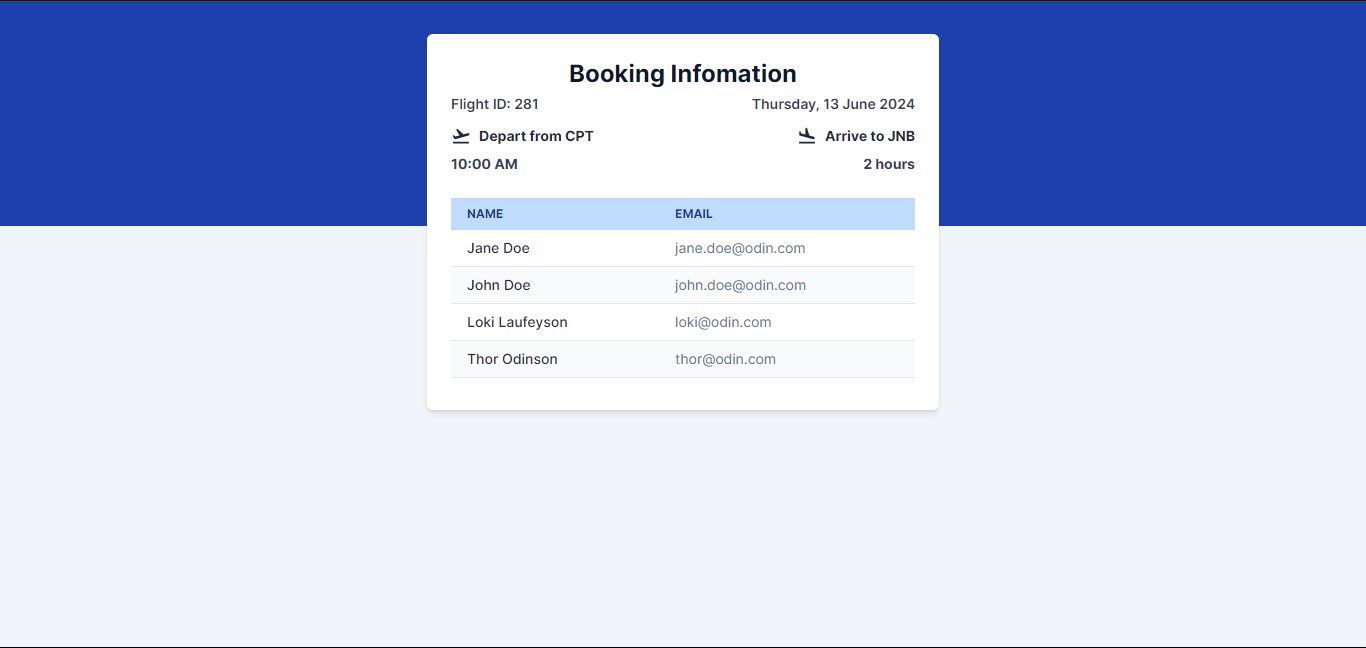 Booking Infomation
Flight ID: 281 Thursday, 13 June 2024
Depart from CPT Arrive to JNB
10:00 AM 2 hours
NAME EMAIL
Jane Doe jane.doe@odin.com
John Doe john.doe@odin.com
Loki Laufeyson loki@odin.com
Thor Odinson thor@odin.com